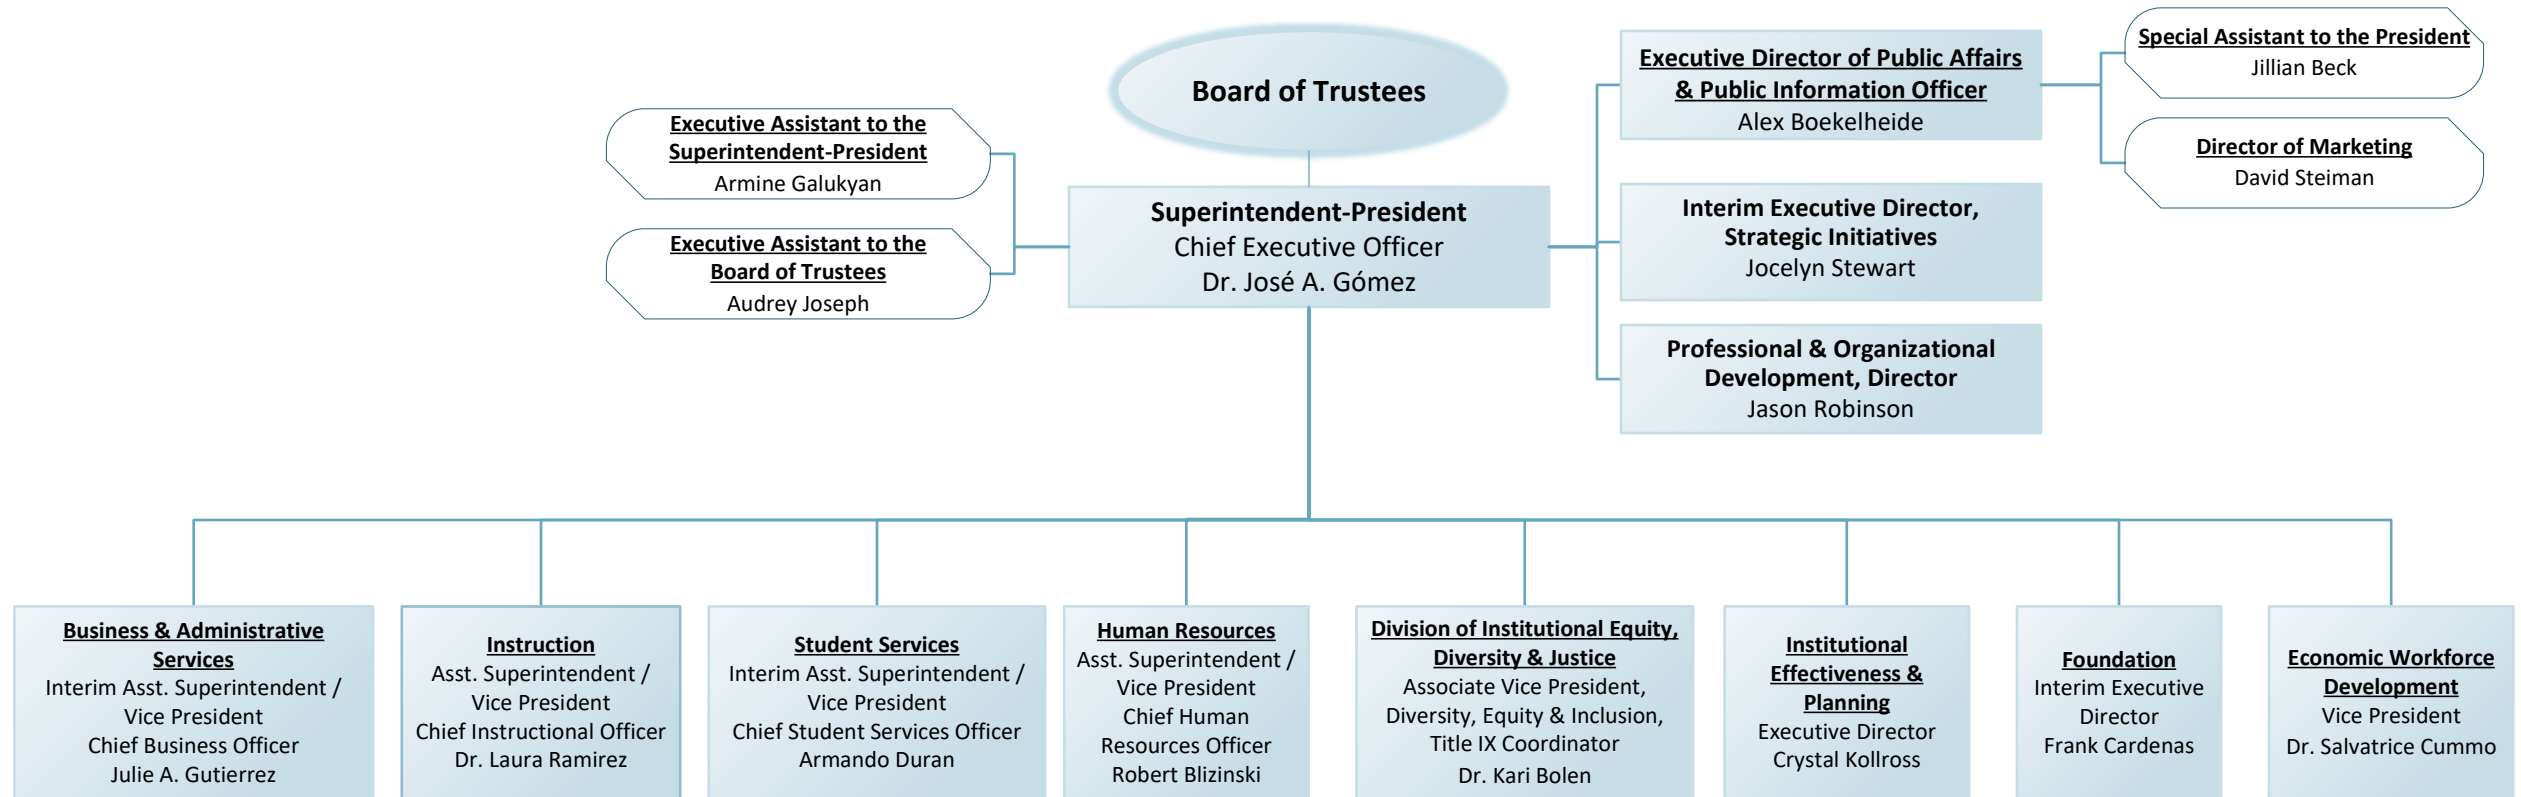 Board of Trustees
Executive Assistant to the
Superintendent-President
Armine Galukyan
Executive Assistant to the
Board of Trustees
Audrey Joseph
Superintendent-President
Chief Executive Officer
Dr. José A. Gómez
Executive Director of Public Affairs
& Public Information Officer
Alex Boekelheide
Special Assistant to the President
Jillian Beck
Director of Marketing
David Steiman
Interim Executive Director,
Strategic Initiatives
Jocelyn Stewart
Professional & Organizational
Development, Director
Jason Robinson
Business & Administrative
Services
Interim Asst. Superintendent /
Vice President
Chief Business Officer
Julie A. Gutierrez
Instruction
Asst. Superintendent /
Vice President
Chief Instructional Officer
Dr. Laura Ramirez
Student Services
Interim Asst. Superintendent /
Vice President
Chief Student Services Officer
Armando Duran
Human Resources
Asst. Superintendent /
Vice President
Chief Human
Resources Officer
Robert Blizinski
Division of Institutional Equity,
Diversity & Justice
Associate Vice President,
Diversity, Equity & Inclusion,
Title IX Coordinator
Dr. Kari Bolen
Institutional
Effectiveness &
Planning
Executive Director
Crystal Kollross
Foundation
Interim Executive
Director
Frank Cardenas
Economic Workforce
Development
Vice President
Dr. Salvatrice Cummo